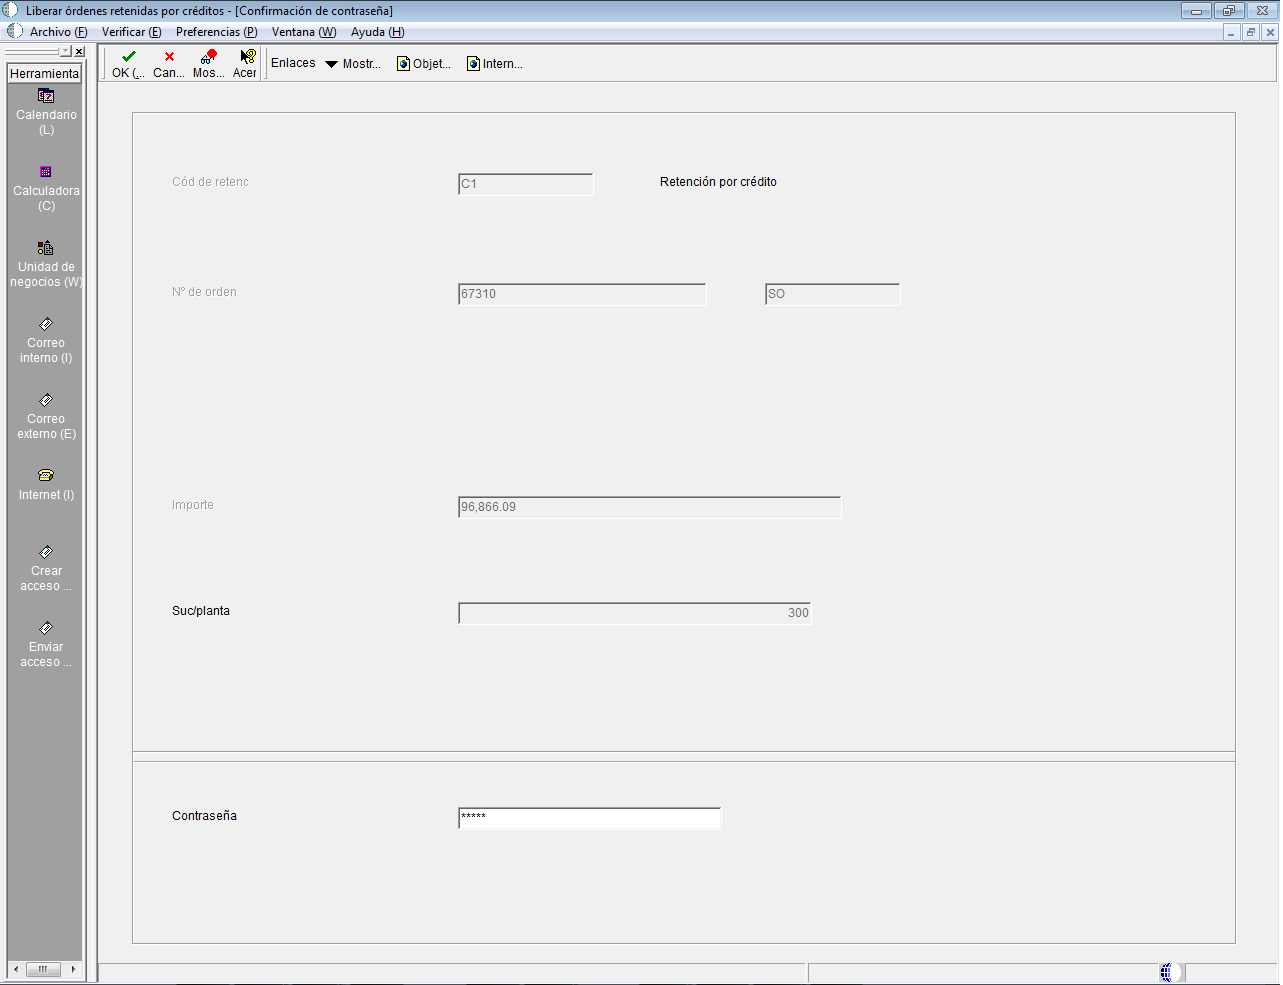 Liberar órdenes retenidas por créditos - [Confirmación de contraseña]
Archivo (F) Verificar (E) Preferencias (P) Ventana (W) Ayuda (H)
Herramienta
OK (... Can... Mos... Acer Enlaces Mostr... Objet... Intern...
Calendario
(L)
Calculadora
(C)
Unidad de
negocios (W)
Correo
interno (I)
Correo
externo (E)
Internet (I)
Crear
acceso ...
Enviar
acceso ...
Cód de retenc C1 Retención por crédito
Nº de orden 67310 SO
Importe 96,866.09
Suc/planta 300
Contraseña *****